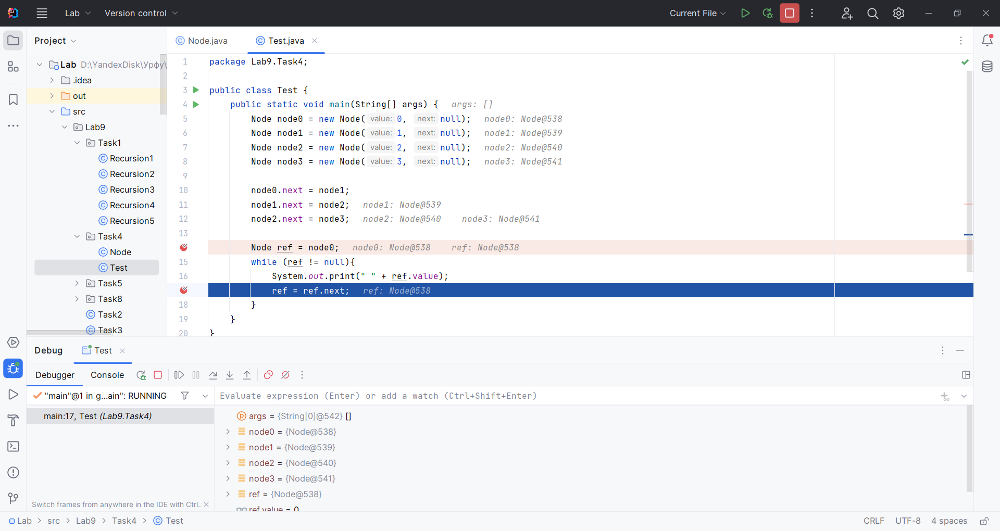 Lab
Version control
Current File
Project
Node.java
Test.java
Lab D:\YandexDisk\Урфу\
.idea
out
src
Lab9
Task1
Recursion1
Recursion2
Recursion3
Recursion4
Recursion5
Task4
Node
Test
Task5
Task8
Task2
Task3
1 package Lab9.Task4;
2
3 public class Test {
4 public static void main(String[] args) { args: []
5 Node node0 = new Node( value: 0, next: null); node0: Node@538
6 Node node1 = new Node( value: 1, next: null); node1: Node@539
7 Node node2 = new Node( value: 2, next: null); node2: Node@540
8 Node node3 = new Node( value: 3, next: null); node3: Node@541
9
10 node0.next = node1;
11 node1.next = node2; node1: Node@539
12 node2.next = node3; node2: Node@540 node3: Node@541
13
Node ref = node0; node0: Node@538 ref: Node@538
15 while (ref != null){
16 System.out.print(" " + ref.value);
ref = ref.next; ref: Node@538
18 }
19 }
20 }
Debug
Test
Debugger
Console
"main"@1 in g...ain": RUNNING
Evaluate expression (Enter) or add a watch (Ctrl+Shift+Enter)
main:17, Test (Lab9.Task4)
args = {String[0]@542} []
node0 = {Node@538}
node1 = {Node@539}
node2 = {Node@540}
node3 = {Node@541}
ref = {Node@538}
ref.value = 0
Switch frames from anywhere in the IDE with Ctrl..
Lab > src > Lab9 > Task4 > Test
CRLF UTF-8 4 spaces